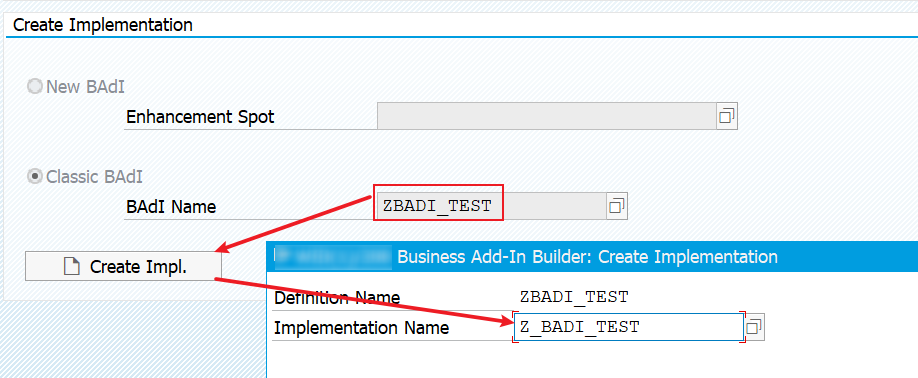 Create Implementation
New BAdI
Enhancement Spot
Classic BAdI
BAdI Name ZBADI_TEST
Create Impl.
Business Add-In Builder: Create Implementation
Definition Name ZBADI_TEST
Implementation Name Z_BADI_TEST